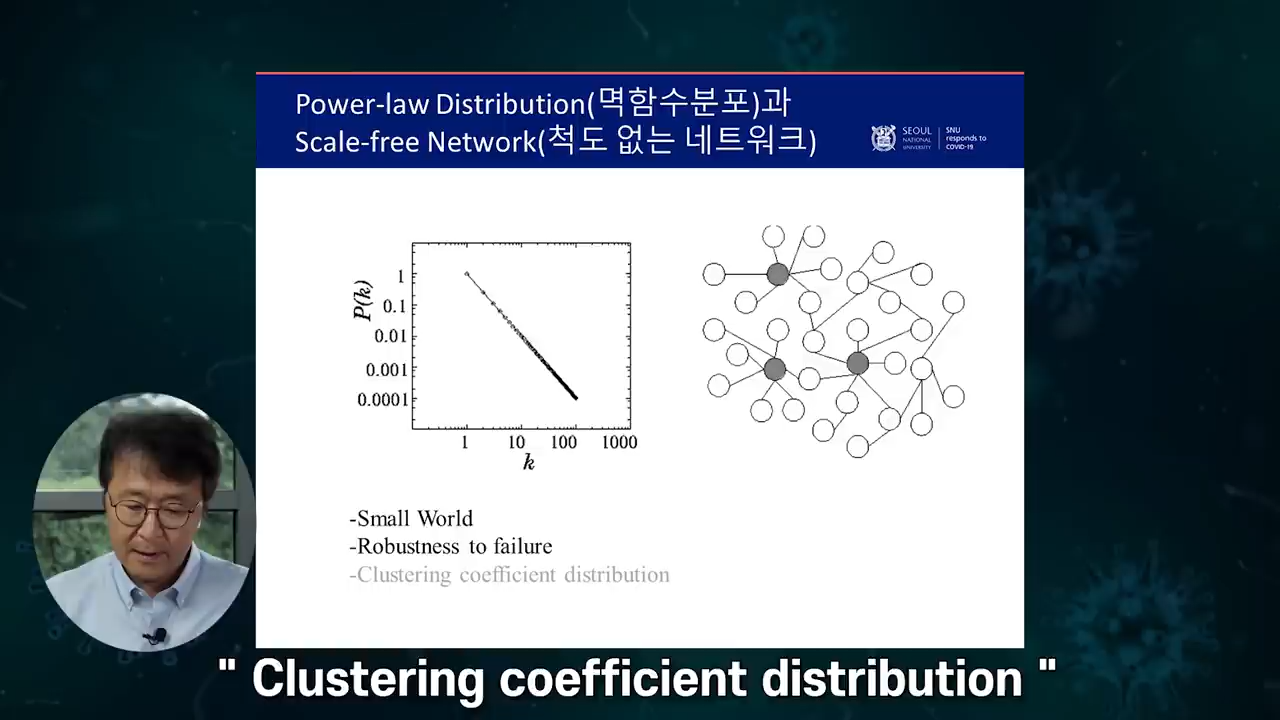 Power-law Distribution(멱함수분포)과
Scale-free Network(척도 없는 네트워크)
SEOUL
NATIONAL
UNIVERSITY
SNU
responds to
COVID-19
P(k)
1
0.1
0.01
0.001
0.0001
1 10 100 1000
k
-Small World
-Robustness to failure
-Clustering coefficient distribution
" Clustering coefficient distribution "